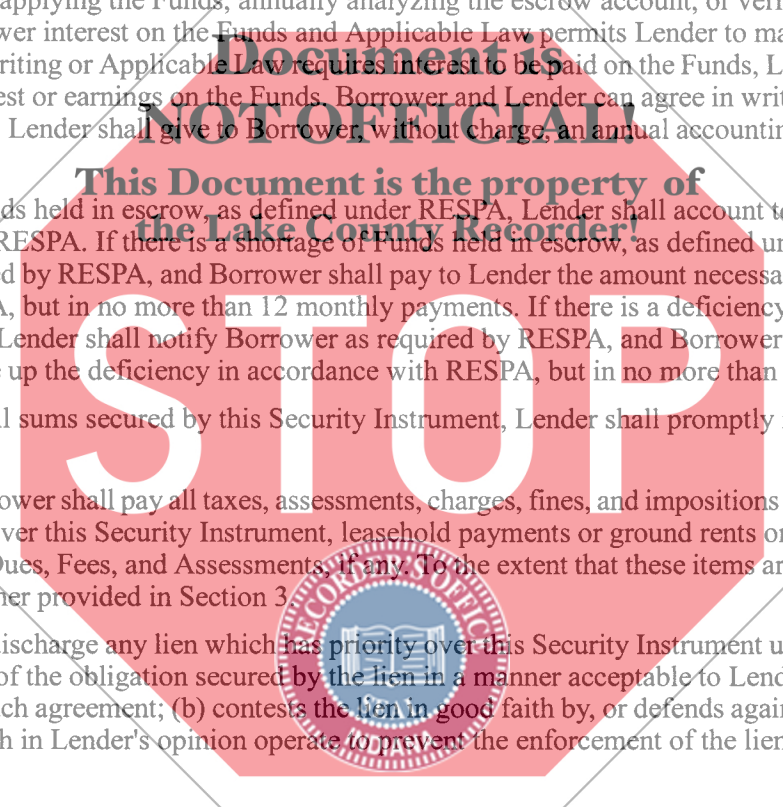 applying the Funds, annually analyzing the escrow account, or veri
wer interest on the Funds and Applicable Law permits Lender to ma
Document is
riting or Applicable Law requires interest to be paid on the Funds, L
est or earnings on the Funds. Borrower and Lender can agree in writ
NOT OFFICIAL!
Lender shall give to Borrower, without charge, an annual accountin
This Document is the property of
ds held in escrow, as defined under RESPA, Lender shall account to
the Lake County Recorder!
RESPA. If there is a shortage of Funds held in escrow, as defined un
d by RESPA, and Borrower shall pay to Lender the amount necessa
A, but in no more than 12 monthly payments. If there is a deficiency
Lender shall notify Borrower as required by RESPA, and Borrower
up the deficiency in accordance with RESPA, but in no more than
STOP
l sums secured by this Security Instrument, Lender shall promptly
ower shall pay all taxes, assessments, charges, fines, and impositions
ver this Security Instrument, leasehold payments or ground rents or
Dues, Fees, and Assessments, if any. To the extent that these items ar
ner provided in Section 3.
RECORDER'S OFFICE
discharge any lien which has priority over this Security Instrument u
of the obligation secured by the lien in a manner acceptable to Lend
SEAL
ch agreement; (b) contests the lien in good faith by, or defends agai
h in Lender's opinion operate to prevent the enforcement of the lien
INDIANA